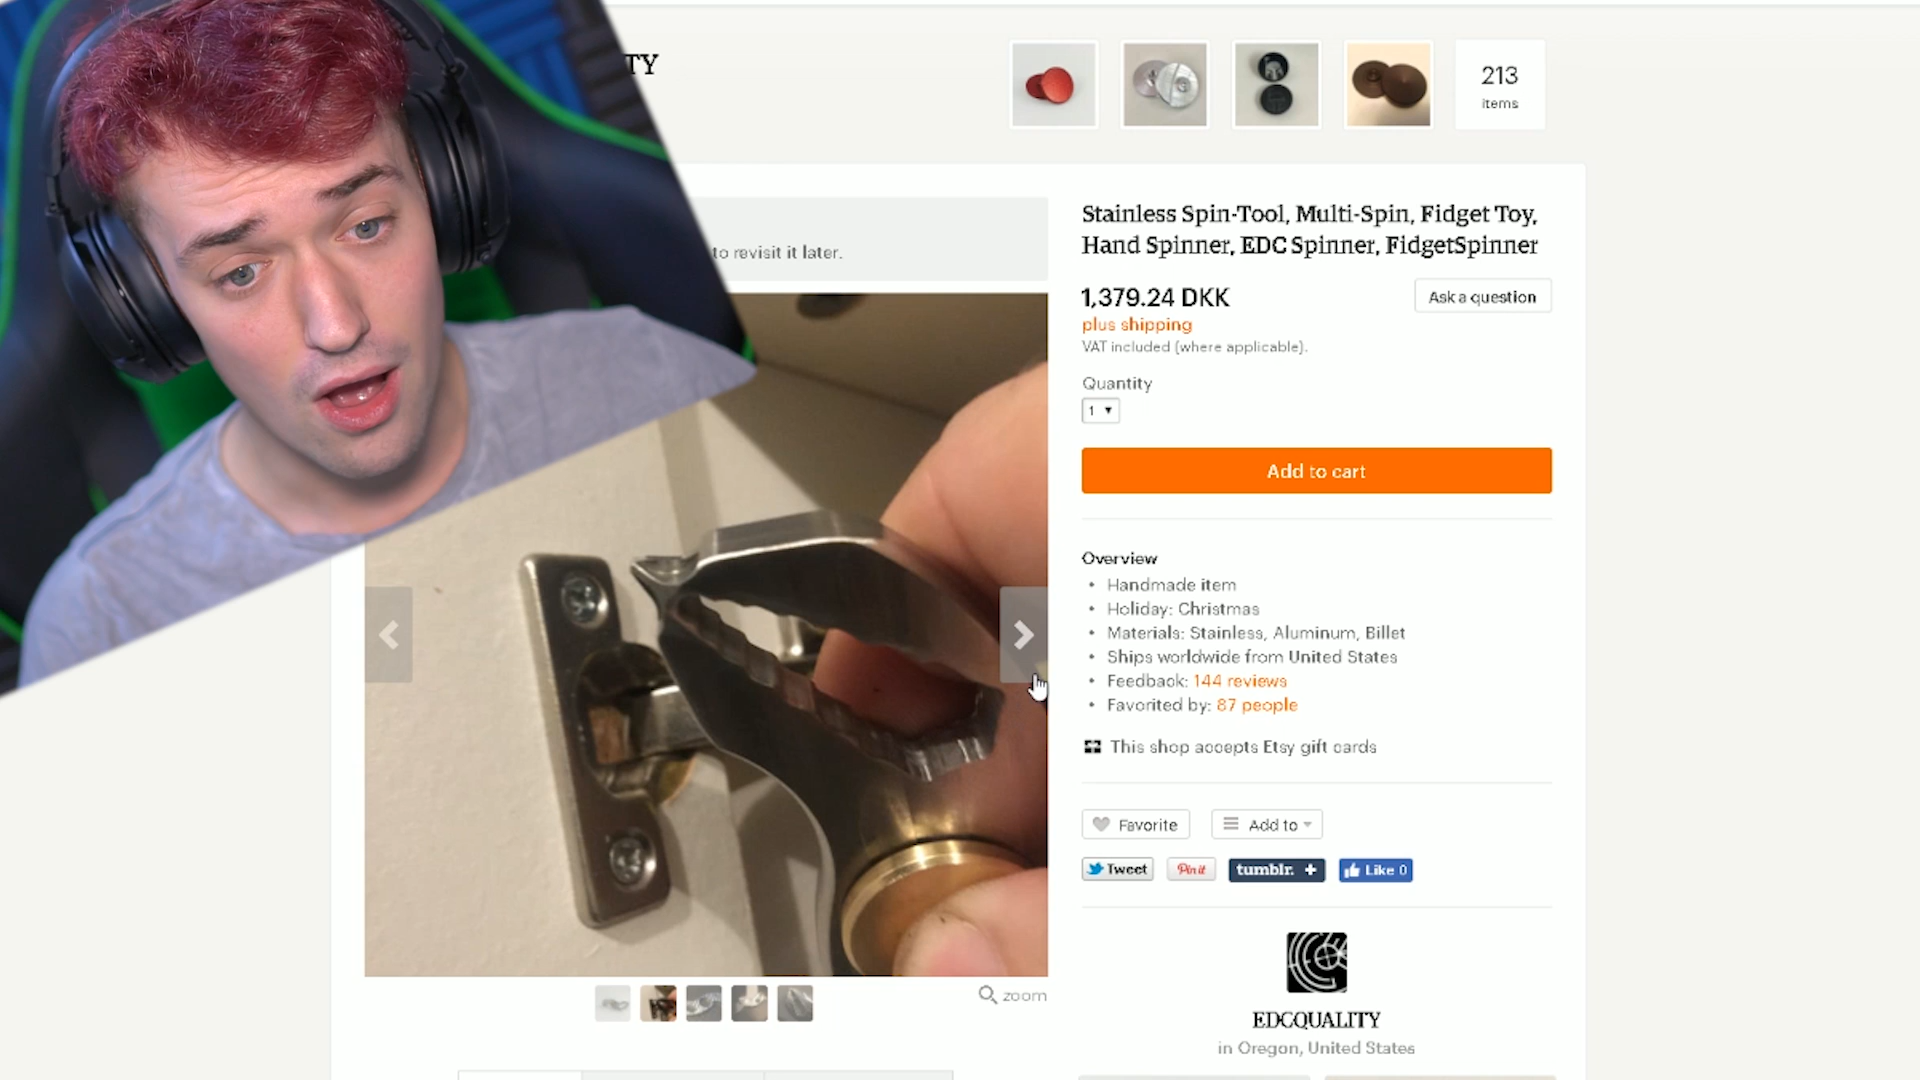 TY
213
items
to revisit it later.
Stainless Spin-Tool, Multi-Spin, Fidget Toy,
Hand Spinner, EDC Spinner, FidgetSpinner
1,379.24 DKK
Ask a question
plus shipping
VAT included (where applicable).
Quantity
1
Add to cart
Overview
• Handmade item
• Holiday: Christmas
• Materials: Stainless, Aluminum, Billet
• Ships worldwide from United States
• Feedback: 144 reviews
• Favorited by: 87 people
This shop accepts Etsy gift cards
Favorite
Add to
Tweet
Pin it
tumblr. +
Like 0
zoom
EDCQUALITY
in Oregon, United States